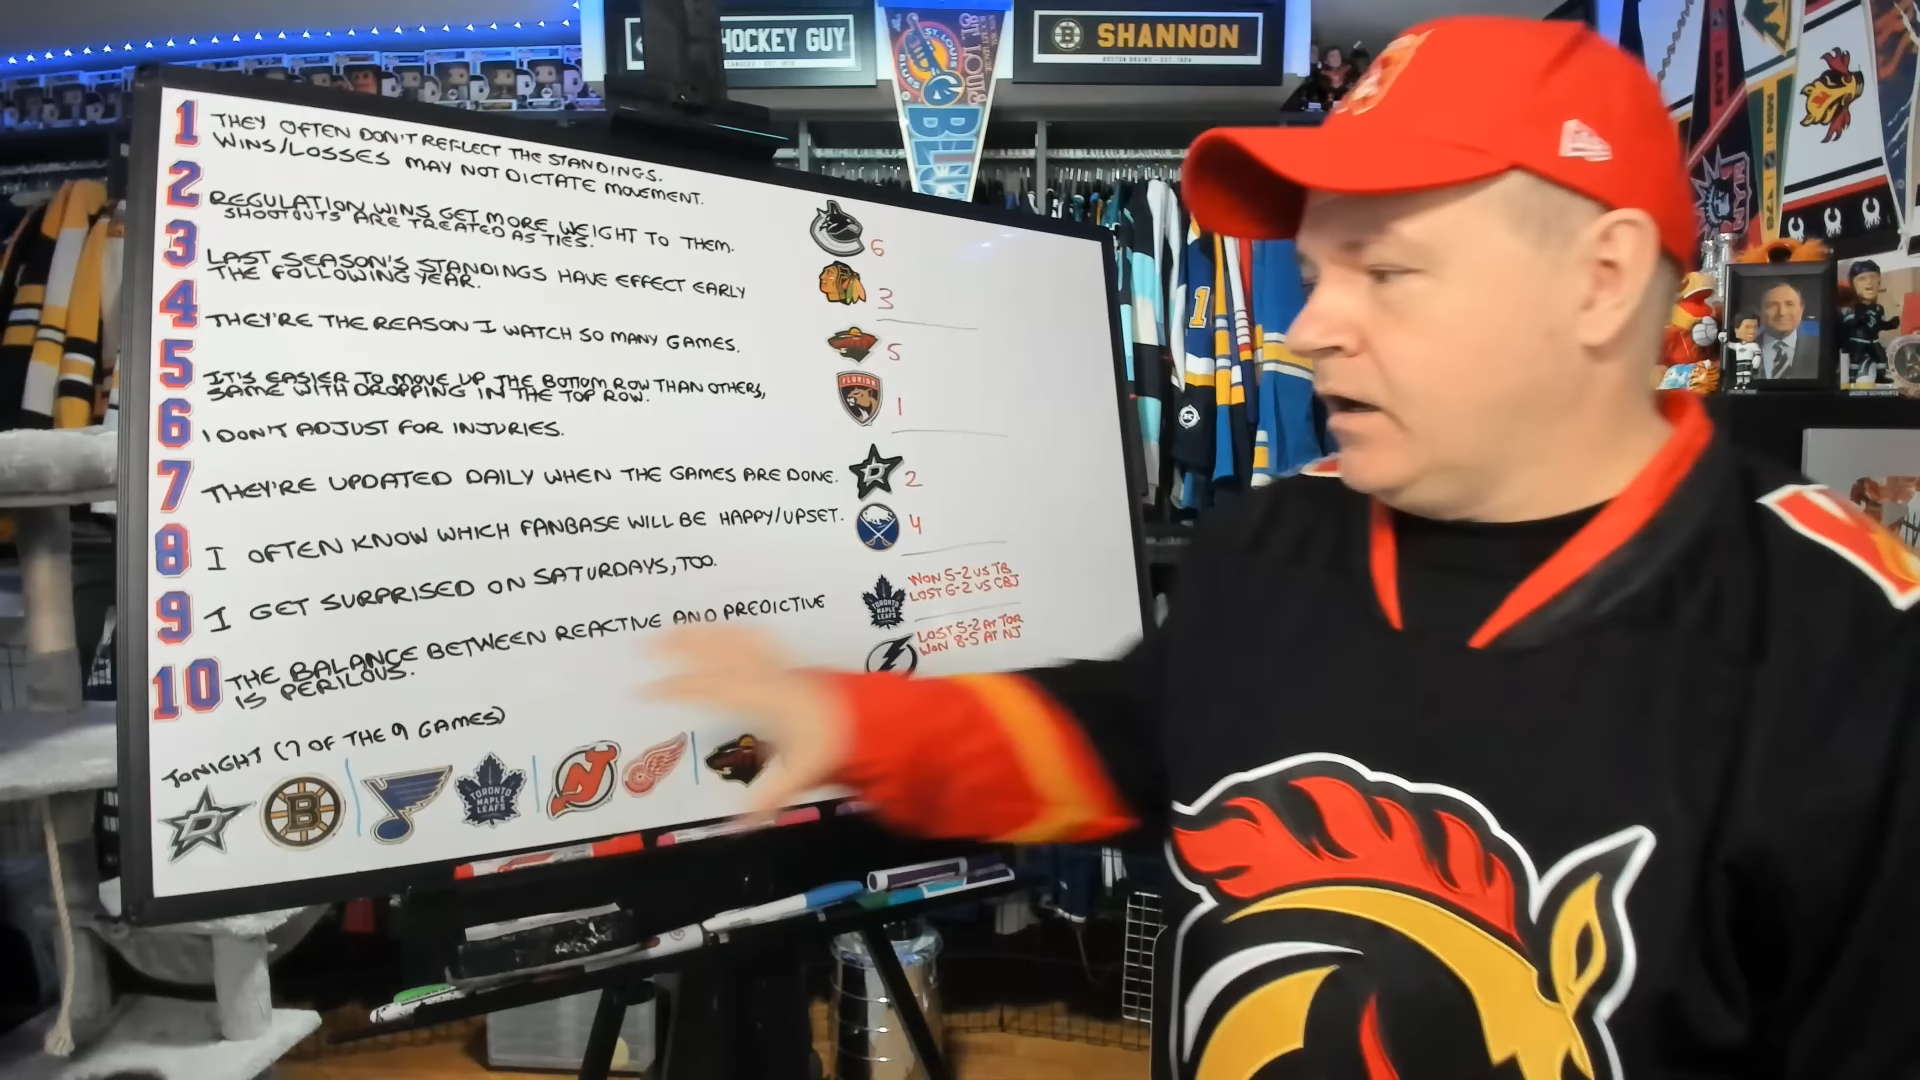 HOCKEY GUY
SHANNON
ST. LOUIS
BLUES
1 THEY OFTEN DON'T REFLECT THE STANDINGS.
WINS/LOSSES MAY NOT DICTATE MOVEMENT.
2 REGULATION WINS GET MORE WEIGHT TO THEM.
SHOOTOUTS ARE TREATED AS TIES.
3 LAST SEASON'S STANDINGS HAVE EFFECT EARLY
THE FOLLOWING YEAR.
4 THEY'RE THE REASON I WATCH SO MANY GAMES.
5 IT'S EASIER TO MOVE UP THE BOTTOM ROW THAN OTHERS,
SAME WITH DROPPING IN THE TOP ROW.
6 I DON'T ADJUST FOR INJURIES.
7 THEY'RE UPDATED DAILY WHEN THE GAMES ARE DONE.
8 I OFTEN KNOW WHICH FANBASE WILL BE HAPPY/UPSET.
9 I GET SURPRISED ON SATURDAYS, TOO.
10 THE BALANCE BETWEEN REACTIVE AND PREDICTIVE
IS PERILOUS.
TONIGHT (7 OF THE 9 GAMES)
TORONTO
MAPLE
LEAFS
6
3
5
FLORIDA
1
2
4
TORONTO
MAPLE
LEAFS
WON 5-2 VS TB
LOST 6-2 VS CBJ
LOST 5-2 AT TOR
WON 8-5 AT NJ
1
NYR